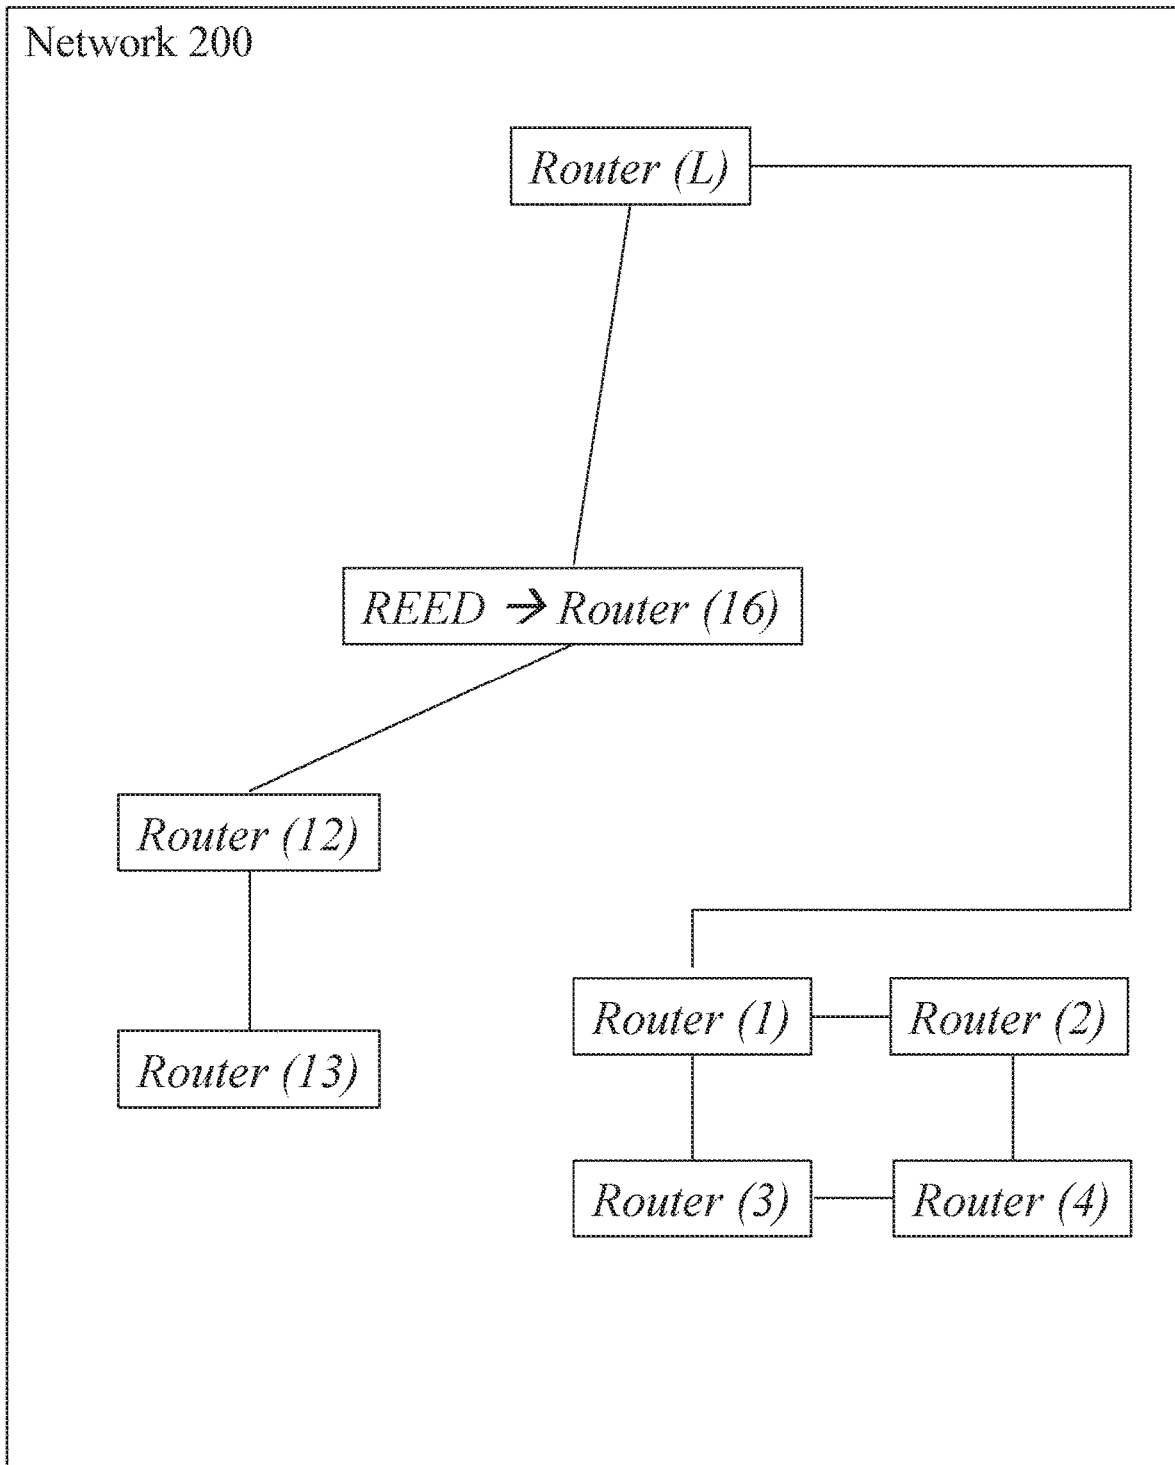 Network 200
Router (L)
REED → Router (16)
Router (12)
Router (1)
Router (2)
Router (13)
Router (3)
Router (4)